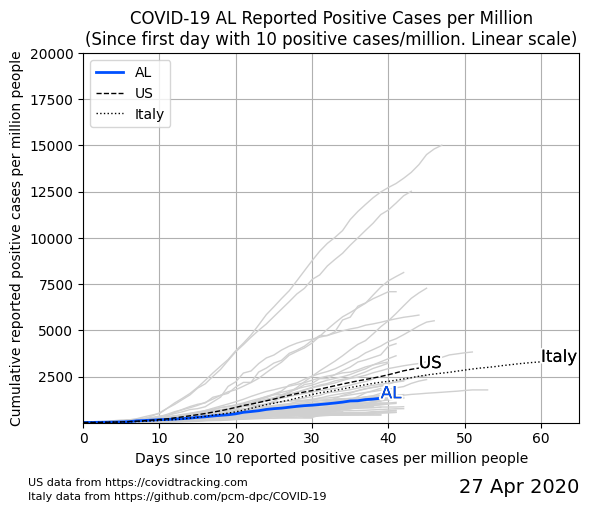 COVID-19 AL Reported Positive Cases per Million
(Since first day with 10 positive cases/million. Linear scale)
Cumulative reported positive cases per million people
20000
17500
15000
12500
10000
7500
5000
2500
AL
US
Italy
US
Italy
AL
0 10 20 30 40 50 60
Days since 10 reported positive cases per million people
US data from https://covidtracking.com
Italy data from https://github.com/pcm-dpc/COVID-19
27 Apr 2020